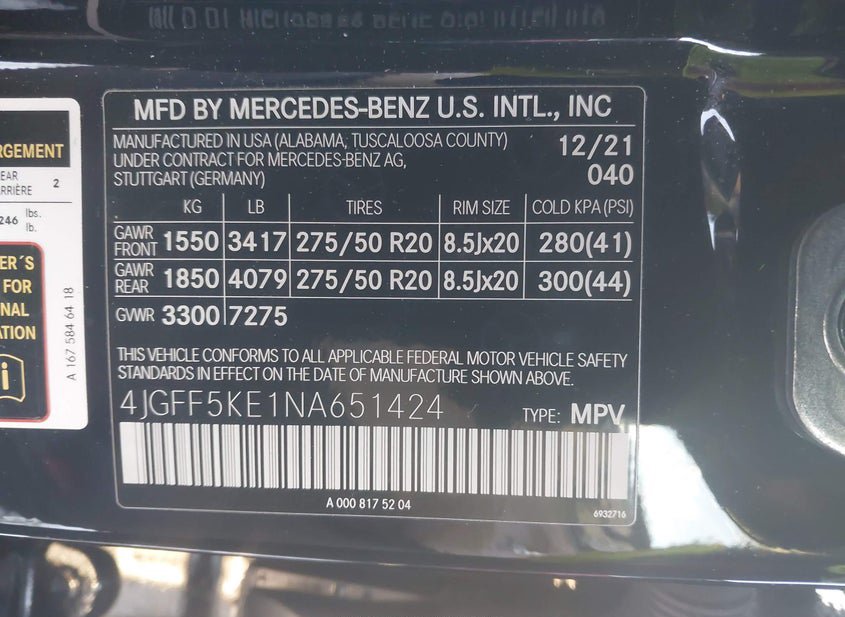 MFD BY MERCEDES-BENZ U.S. INTL., INC
MANUFACTURED IN USA (ALABAMA, TUSCALOOSA COUNTY) 12/21
UNDER CONTRACT FOR MERCEDES-BENZ AG,
STUTTGART (GERMANY) 040
KG LB TIRES RIM SIZE COLD KPA (PSI)
GAWR FRONT 1550 3417 275/50 R20 8.5Jx20 280(41)
GAWR REAR 1850 4079 275/50 R20 8.5Jx20 300(44)
GVWR 3300 7275
THIS VEHICLE CONFORMS TO ALL APPLICABLE FEDERAL MOTOR VEHICLE SAFETY
STANDARDS IN EFFECT ON THE DATE OF MANUFACTURE SHOWN ABOVE.
4JGFF5KE1NA651424 TYPE: MPV
A 000 817 52 04
6932716
RGEMENT
EAR 2
RRIÈRE
246 lbs.
lb.
ER´S
FOR
NAL
ATION
i
A 167 584 64 18